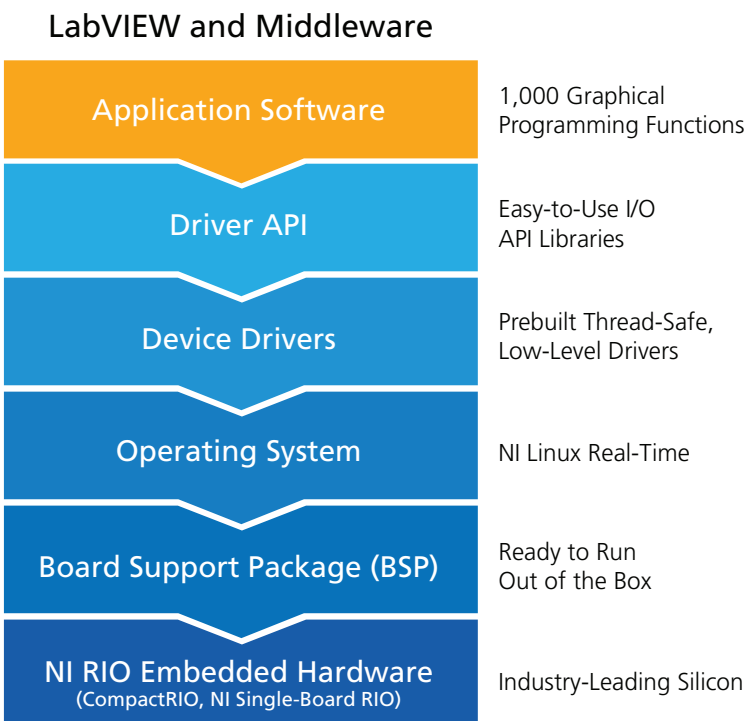 LabVIEW and Middleware
Application Software
1,000 Graphical
Programming Functions
Driver API
Easy-to-Use I/O
API Libraries
Device Drivers
Prebuilt Thread-Safe,
Low-Level Drivers
Operating System
NI Linux Real-Time
Board Support Package (BSP)
Ready to Run
Out of the Box
NI RIO Embedded Hardware
(CompactRIO, NI Single-Board RIO)
Industry-Leading Silicon